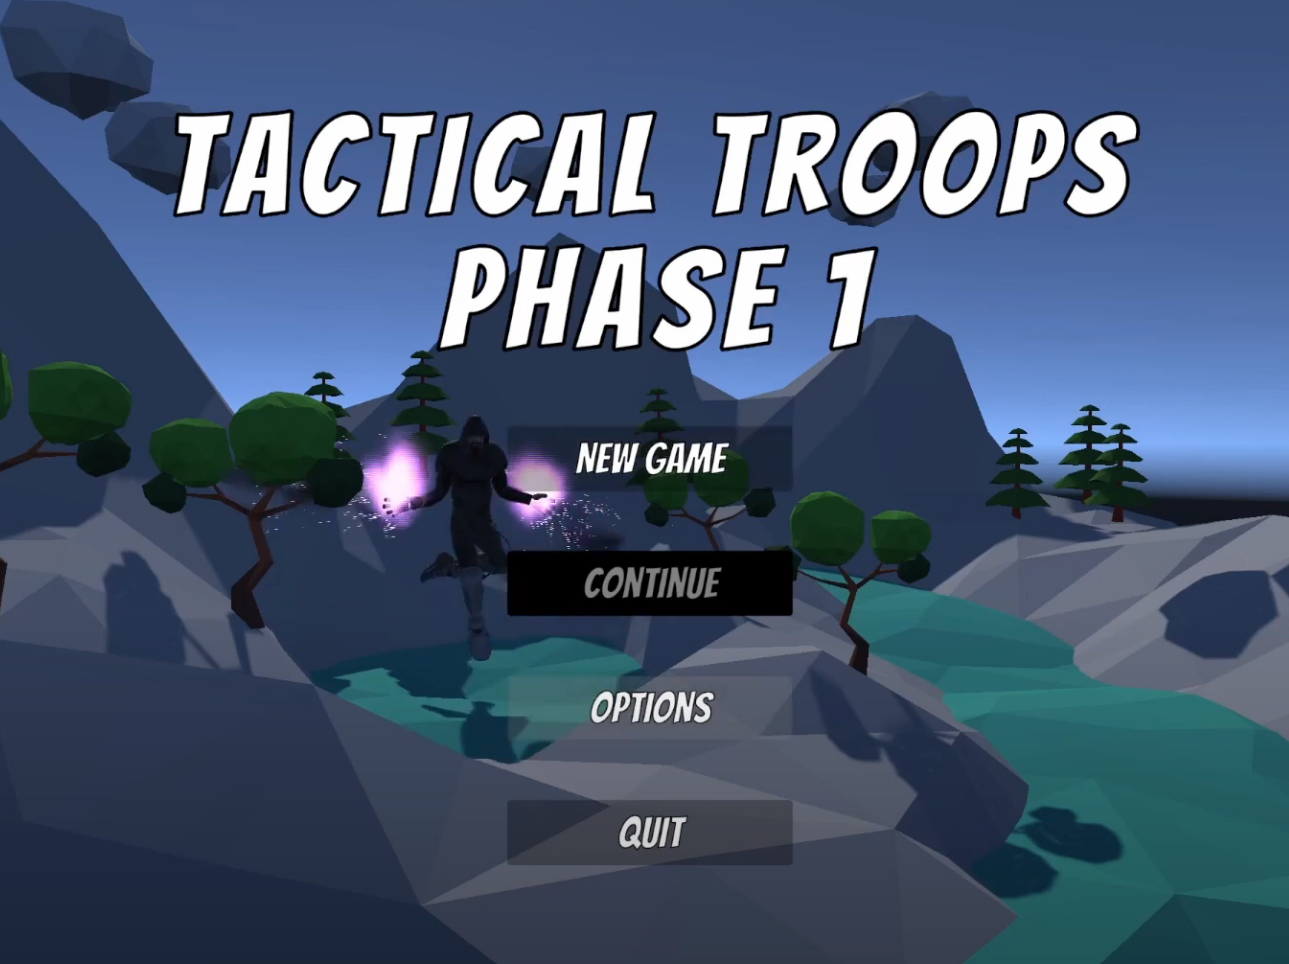 TACTICAL TROOPS
PHASE 1
NEW GAME
CONTINUE
OPTIONS
QUIT